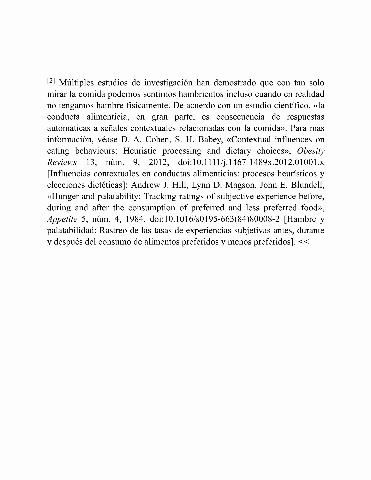 [2] Múltiples estudios de investigación han demostrado que con tan solo
mirar la comida podemos sentirnos hambrientos incluso cuando en realidad
no tengamos hambre físicamente. De acuerdo con un estudio científico, «la
conducta alimenticia, en gran parte, es consecuencia de respuestas
automáticas a señales contextuales relacionadas con la comida». Para más
información, véase D. A. Cohen, S. H. Babey, «Contextual influences on
eating behaviours: Heuristic processing and dietary choices», Obesity
Reviews 13, núm. 9, 2012, doi:10.1111/j.1467-1489x.2012.01001.x
[Influencias contextuales en conductas alimenticias: procesos heurísticos y
elecciones dietéticas]; Andrew J. Hill, Lynn D. Magson, John E. Blundell,
«Hunger and palatability: Tracking ratings of subjective experience before,
during and after the consumption of preferred and less preferred food»,
Appetite 5, núm. 4, 1984, doi:10.1016/s0195-663(84)80008-2 [Hambre y
palatabilidad: Rastreo de las tasas de experiencias subjetivas antes, durante
y después del consumo de alimentos preferidos y menos preferidos]. <<